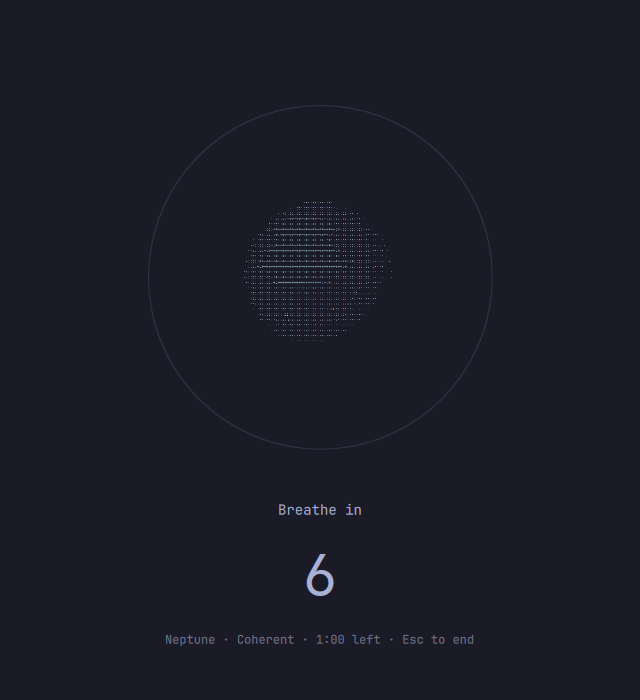 Breathe in
6
Neptune · Coherent · 1:00 left · Esc to end